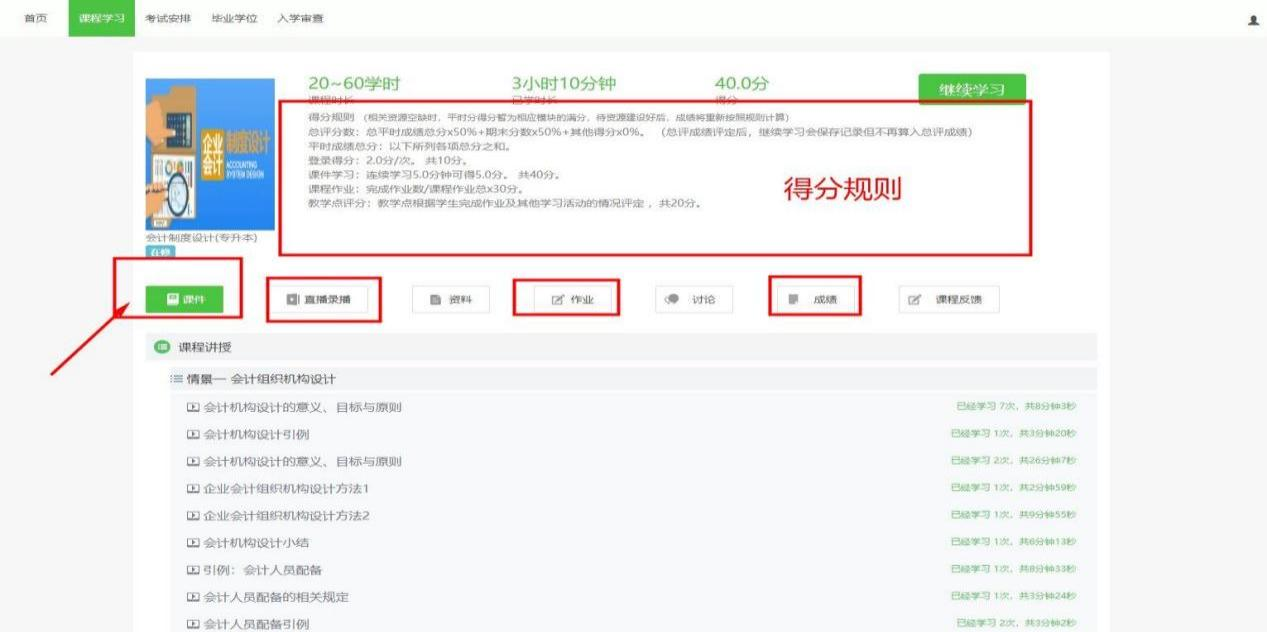 首页 课程学习 考试安排 毕业学位 入学审查
20~60学时 3小时10分钟 40.0分 继续学习
课程时长 已学时长 得分
得分规则 (相关资源空缺时，平时分得分暂为相应模块的满分，待资源建设好后，成绩将重新按照规则计算)
总评分数：总平时成绩总分x50%+期末分数x50%+其他得分x0%。 (总评成绩评定后，继续学习会保存记录但不再算入总评成绩)
平时成绩总分：以下所列各项总分之和。
登录得分：2.0分/次。 共10分。
课件学习：连续学习5.0分钟可得5.0分。 共40分。
课程作业：完成作业数/课程作业总x30分。
教学点评分：教学点根据学生完成作业及其他学习活动的情况评定 ，共20分。
得分规则
企业会计 制度设计
ACCOUNTING
SYSTEM DESIGN
会计制度设计(专升本)
课件 直播录播 资料 作业 讨论 成绩 课程反馈
课程讲授
情景一 会计组织机构设计
会计机构设计的意义、目标与原则 已经学习 7次，共8分钟3秒
会计机构设计引例 已经学习 1次，共3分钟20秒
会计机构设计的意义、目标与原则 已经学习 2次，共26分钟7秒
企业会计组织机构设计方法1 已经学习 1次，共2分钟59秒
企业会计组织机构设计方法2 已经学习 1次，共9分钟55秒
会计机构设计小结 已经学习 1次，共6分钟13秒
引例：会计人员配备 已经学习 1次，共8分钟33秒
会计人员配备的相关规定 已经学习 1次，共3分钟24秒
会计人员配备引例 已经学习 2次，共3分钟2秒